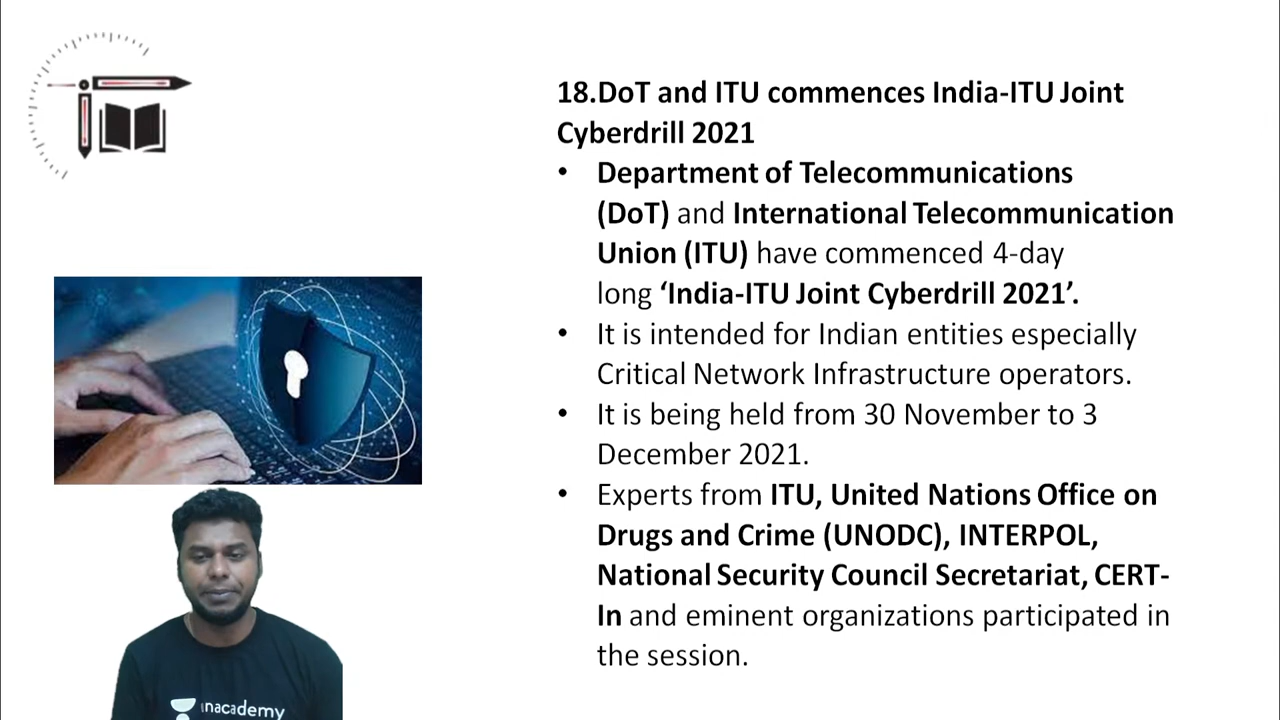 18.DoT and ITU commences India-ITU Joint
Cyberdrill 2021
• Department of Telecommunications
(DoT) and International Telecommunication
Union (ITU) have commenced 4-day
long ‘India-ITU Joint Cyberdrill 2021’.
• It is intended for Indian entities especially
Critical Network Infrastructure operators.
• It is being held from 30 November to 3
December 2021.
• Experts from ITU, United Nations Office on
Drugs and Crime (UNODC), INTERPOL,
National Security Council Secretariat, CERT-
In and eminent organizations participated in
the session.
unacademy